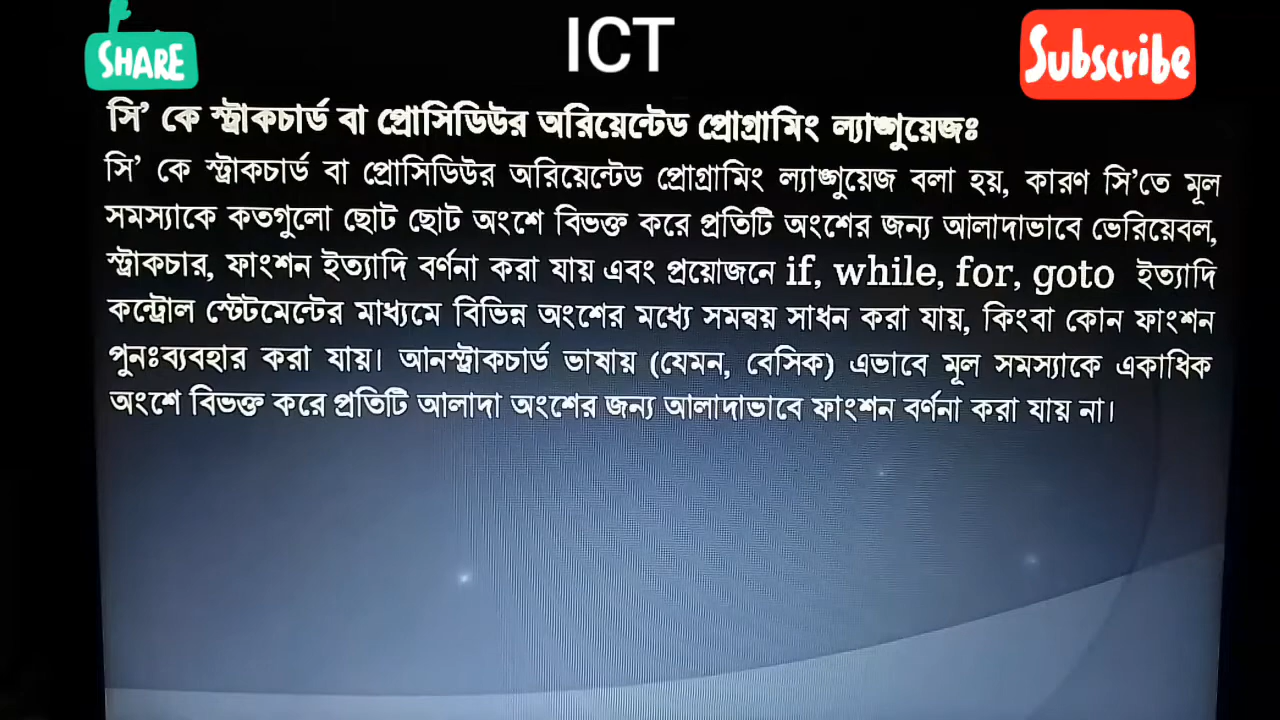 SHARE
ICT
Subscribe
সি’ কে স্ট্রাকচার্ড বা প্রোসিডিউর অরিয়েন্টেড প্রোগ্রামিং ল্যাঙ্গুয়েজঃ
সি’ কে স্ট্রাকচার্ড বা প্রোসিডিউর অরিয়েন্টেড প্রোগ্রামিং ল্যাঙ্গুয়েজ বলা হয়, কারণ সি’তে মূল
সমস্যাকে কতগুলো ছোট ছোট অংশে বিভক্ত করে প্রতিটি অংশের জন্য আলাদাভাবে ভেরিয়েবল,
স্ট্রাকচার, ফাংশন ইত্যাদি বর্ণনা করা যায় এবং প্রয়োজনে if, while, for, goto ইত্যাদি
কন্ট্রোল স্টেটমেন্টের মাধ্যমে বিভিন্ন অংশের মধ্যে সমন্বয় সাধন করা যায়, কিংবা কোন ফাংশন
পুনঃব্যবহার করা যায়। আনস্ট্রাকচার্ড ভাষায় (যেমন, বেসিক) এভাবে মূল সমস্যাকে একাধিক
অংশে বিভক্ত করে প্রতিটি আলাদা অংশের জন্য আলাদাভাবে ফাংশন বর্ণনা করা যায় না।